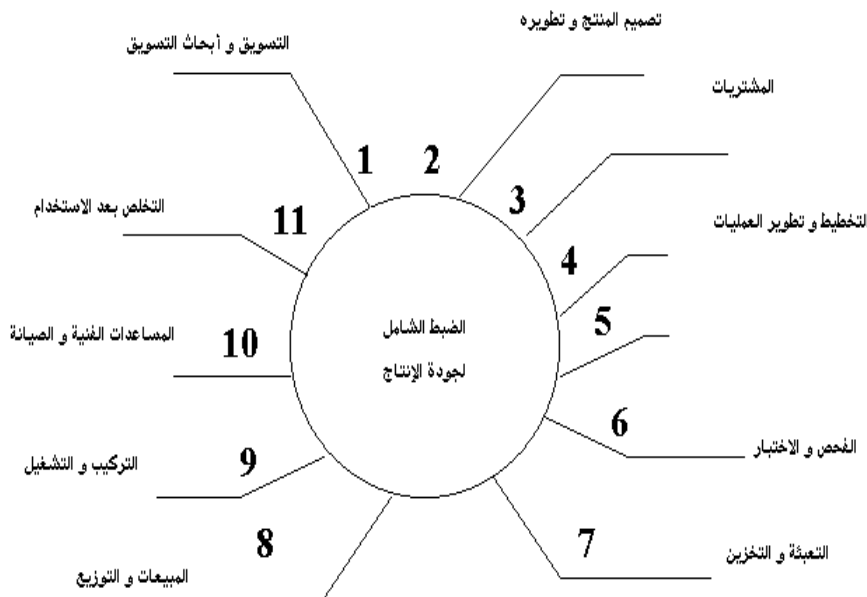 التسويق و أبحاث التسويق
1
تصميم المنتج و تطويره
2
المشتريات
3
لتخطيط و تطوير العمليات
4
5
الفحص و الاختبار
6
التعبئة و التخزين
7
المبيعات و التوزيع
8
التركيب و التشغيل
9
المساعدات الفنية و الصيانة
10
التخلص بعد الاستخدام
11
الضبط الشامل
لجودة الإنتاج